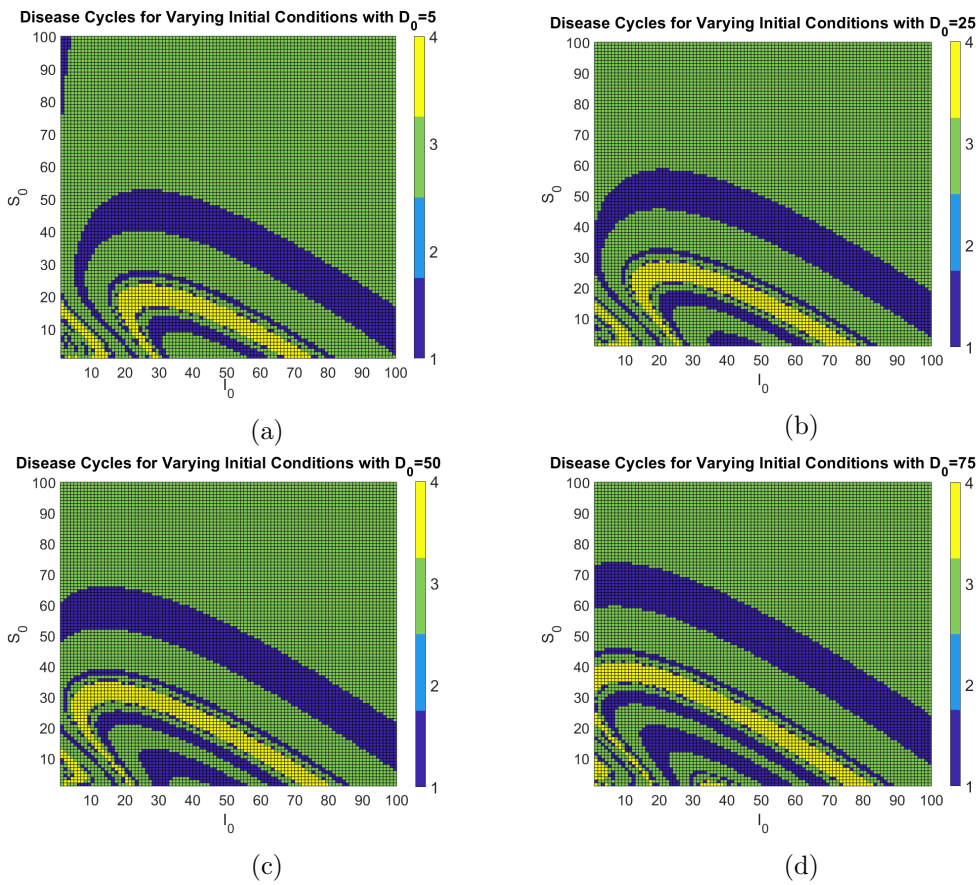 Disease Cycles for Varying Initial Conditions with D0=5
100
90
80
70
60
50
40
30
20
10
S0
10 20 30 40 50 60 70 80 90 100
I0
4
3
2
1
(a)
Disease Cycles for Varying Initial Conditions with D0=25
100
90
80
70
60
50
40
30
20
10
S0
10 20 30 40 50 60 70 80 90 100
I0
4
3
2
1
(b)
Disease Cycles for Varying Initial Conditions with D0=50
100
90
80
70
60
50
40
30
20
10
S0
10 20 30 40 50 60 70 80 90 100
I0
4
3
2
1
(c)
Disease Cycles for Varying Initial Conditions with D0=75
100
90
80
70
60
50
40
30
20
10
S0
10 20 30 40 50 60 70 80 90 100
I0
4
3
2
1
(d)